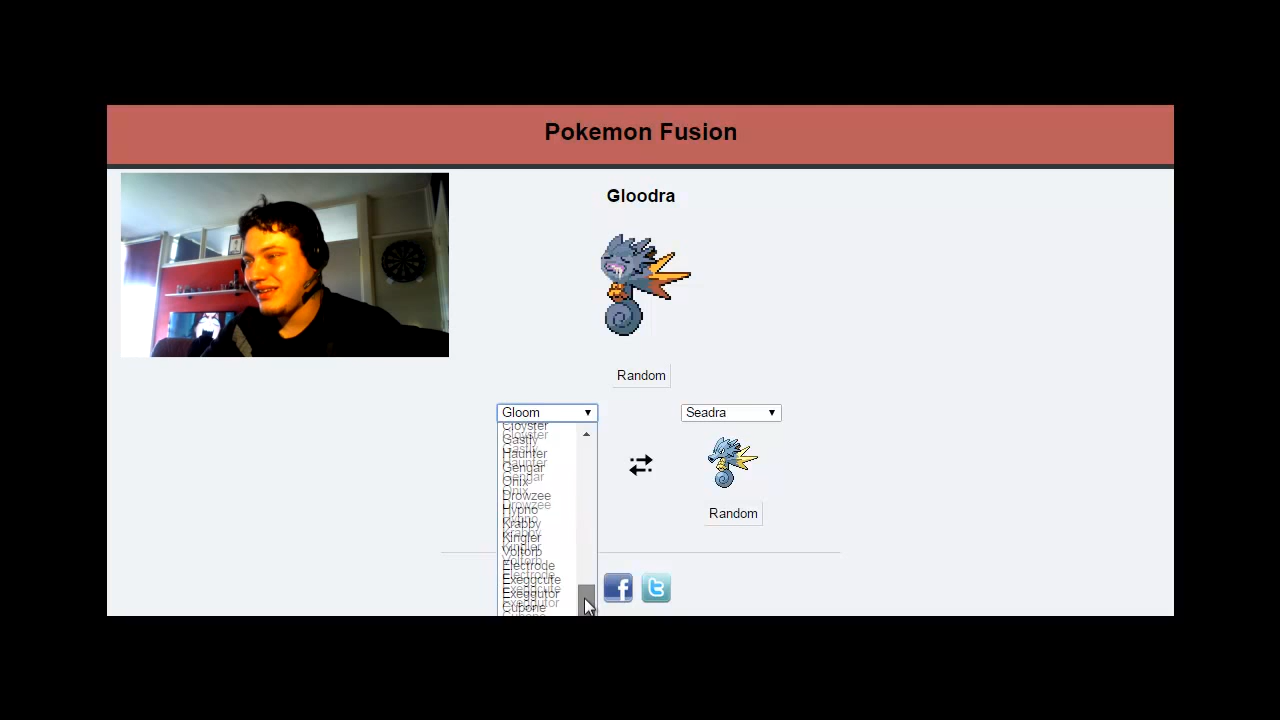 Pokemon Fusion
Gloodra
Random
Gloom
Seadra
Cloyster
Gastly
Haunter
Gengar
Onix
Drowzee
Hypno
Krabby
Kingler
Voltorb
Electrode
Exeggcute
Exeggutor
Cubone
Random
f
t